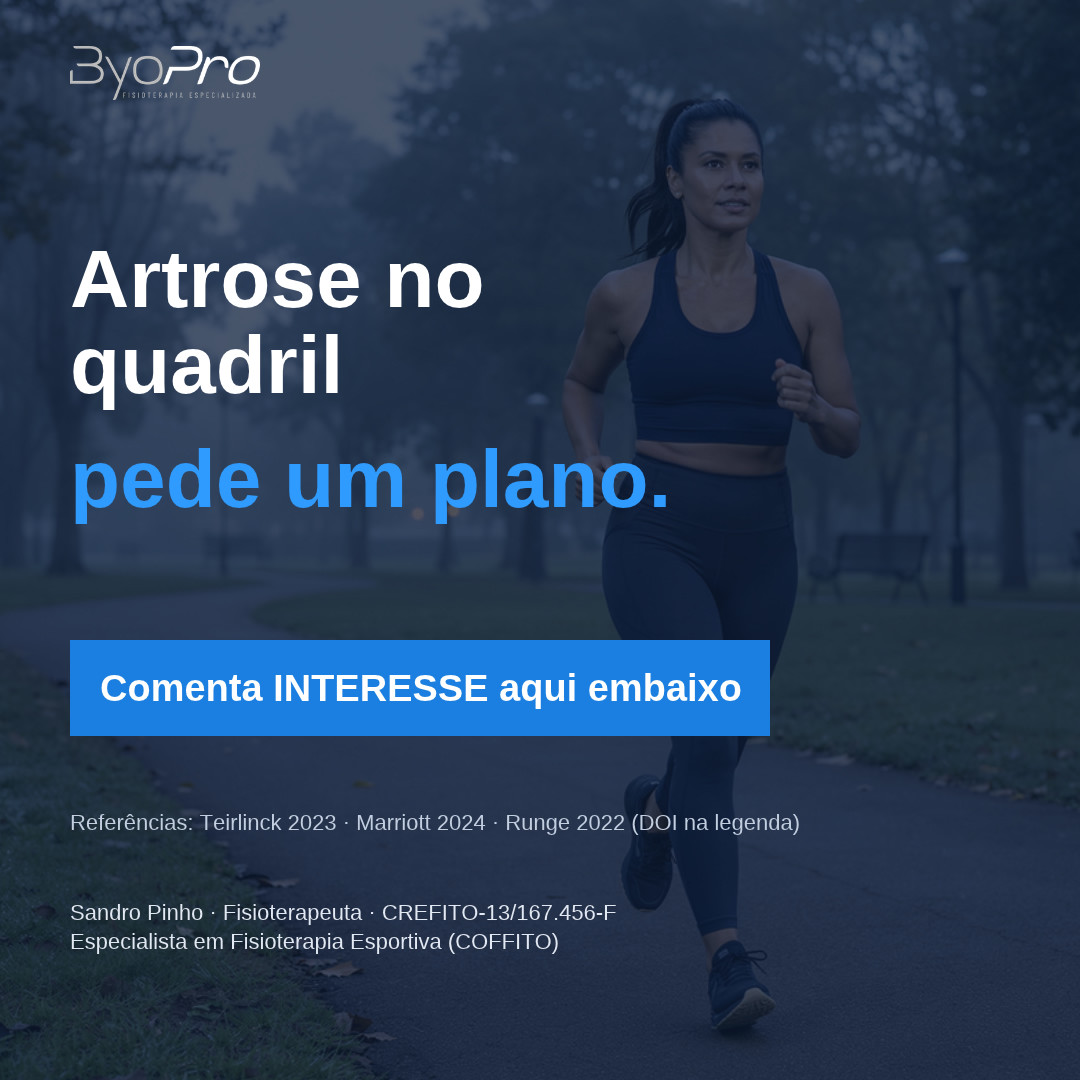 ByoPro
FISIOTERAPIA ESPECIALIZADA
Artrose no
quadril
pede um plano.
Comenta INTERESSE aqui embaixo
Referências: Teirlinck 2023 · Marriott 2024 · Runge 2022 (DOI na legenda)
Sandro Pinho · Fisioterapeuta · CREFITO-13/167.456-F
Especialista em Fisioterapia Esportiva (COFFITO)